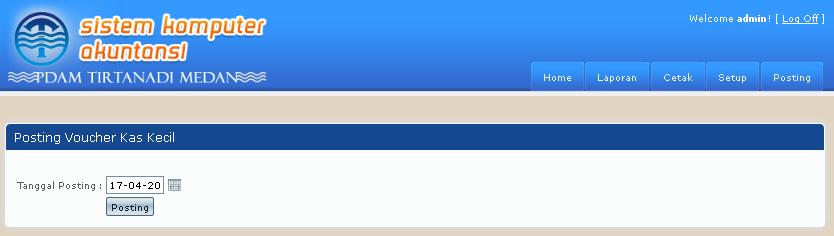 sistem komputer
akuntansi
PDAM TIRTANADI MEDAN
Welcome admin! [ Log Off ]
Home Laporan Cetak Setup Posting
Posting Voucher Kas Kecil
Tanggal Posting : 17-04-20
Posting